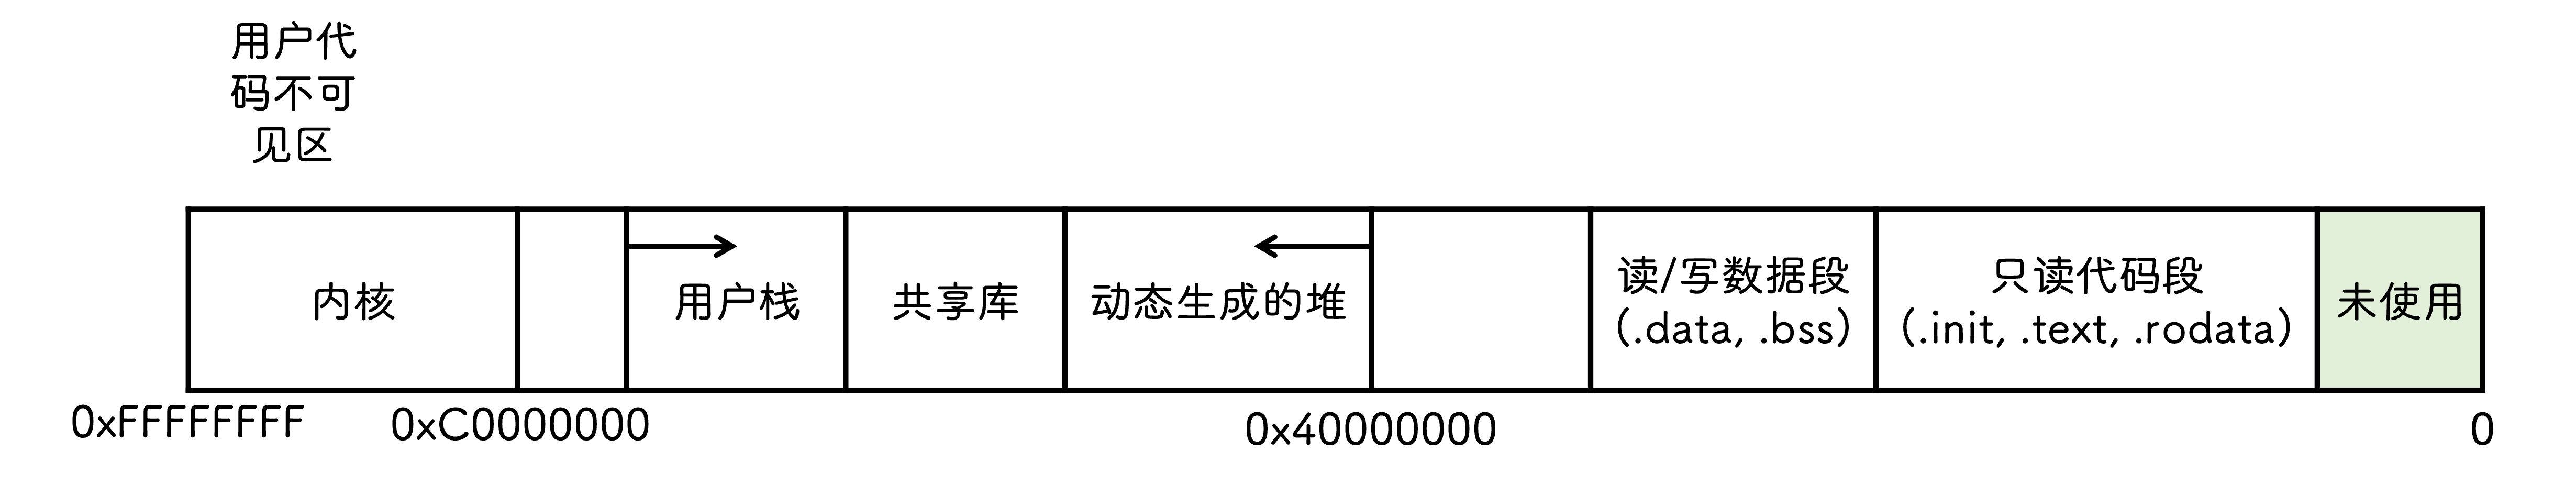 用户代
码不可
见区
内核
用户栈
共享库
动态生成的堆
读/写数据段
(.data, .bss)
只读代码段
(.init, .text, .rodata)
未使用
0xFFFFFFFF
0xC0000000
0x40000000
0